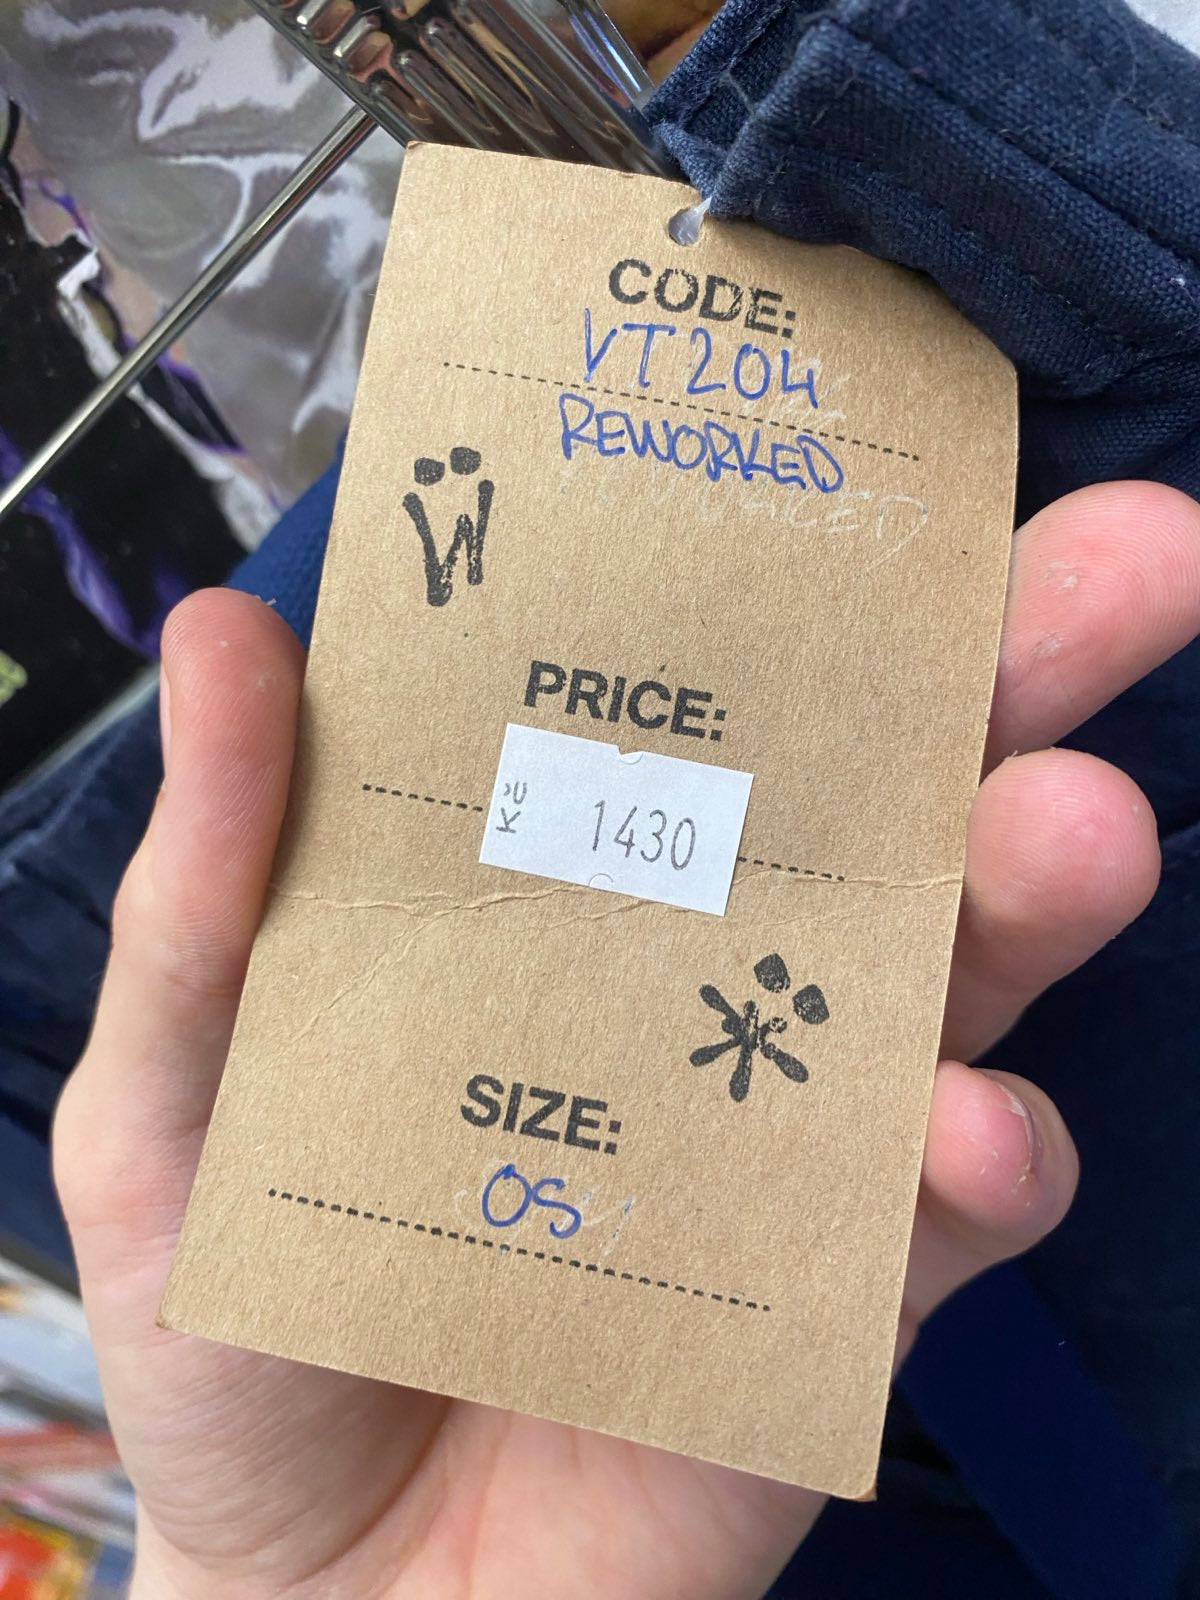 CODE:
VT204
REWORKED
Ẅ
PRICE:
Kč 1430
SIZE:
OS